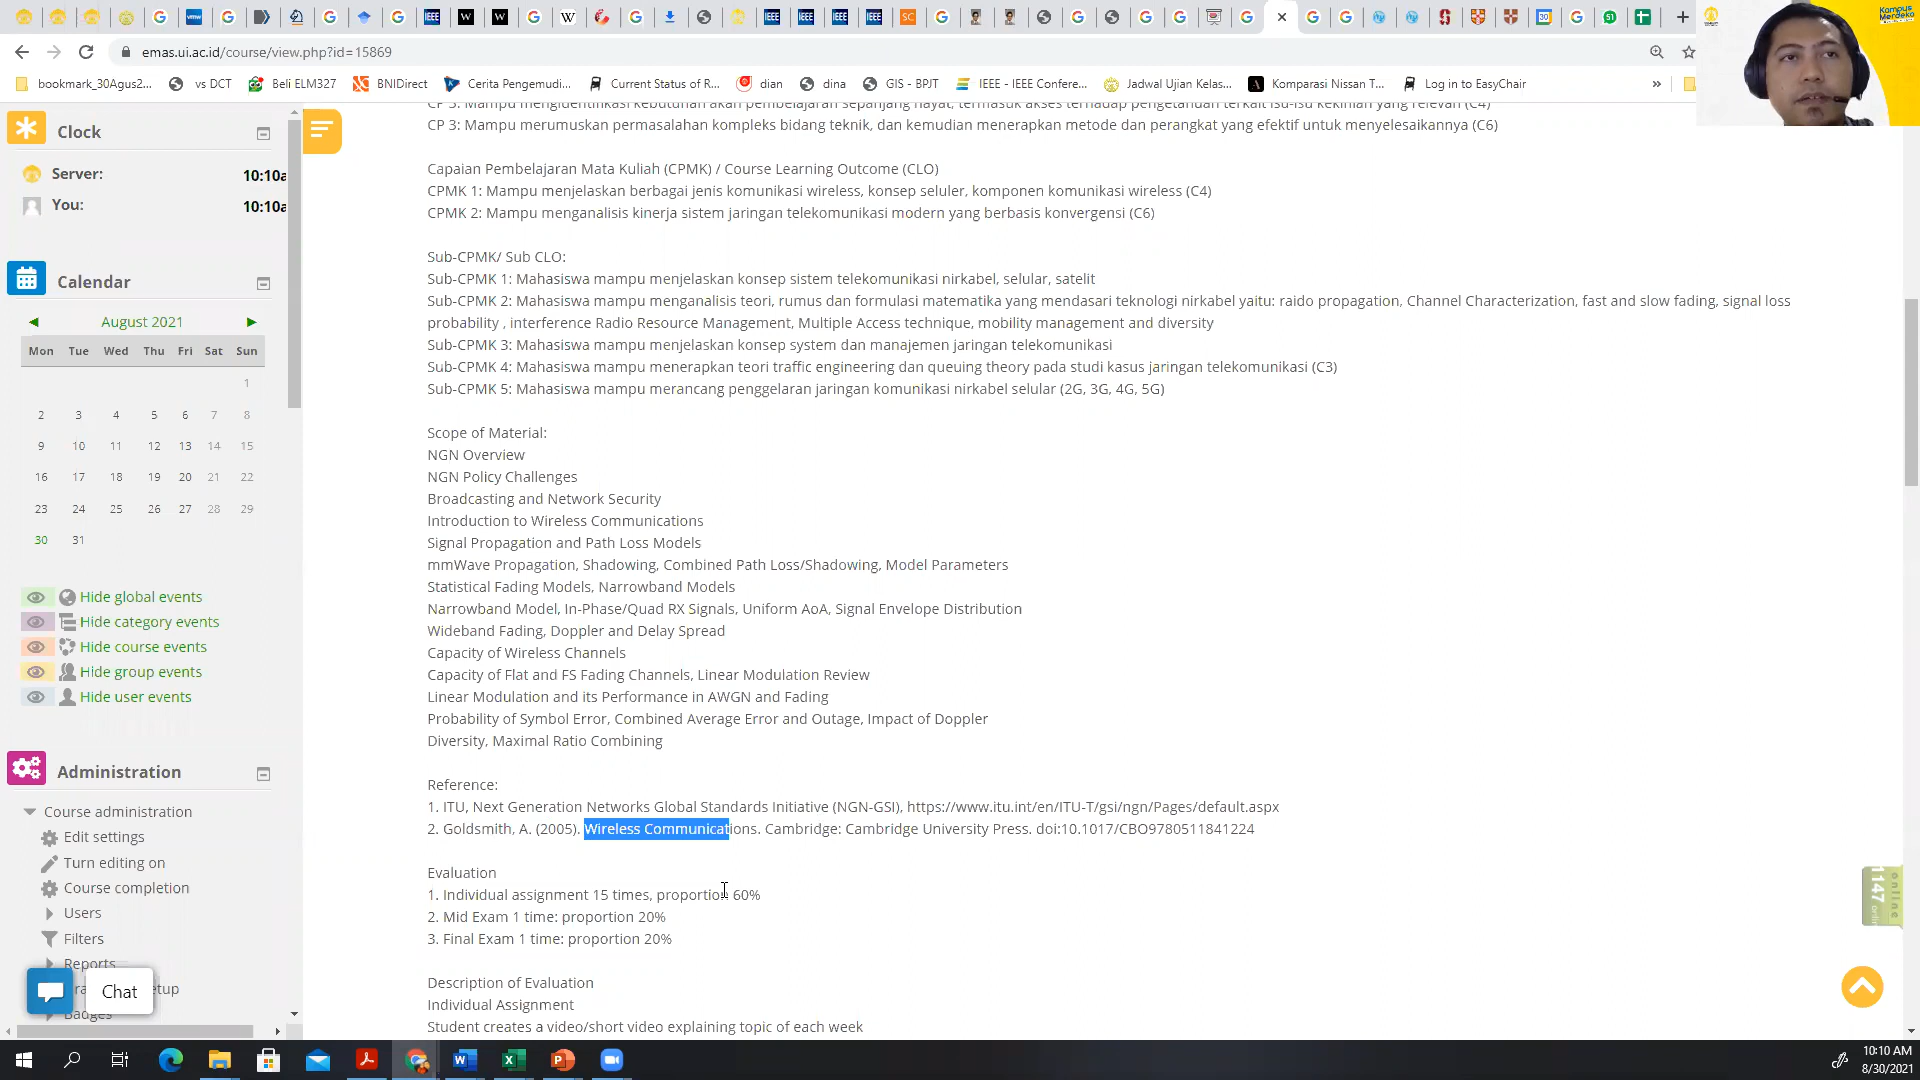 emas.ui.ac.id/course/view.php?id=15869
Kampus
Merdeka
bookmark_30Agus2... vs DCT Beli ELM327 BNIDirect Cerita Pengemudi... Current Status of R... dian dina GIS - BPJT IEEE - IEEE Confere... Jadwal Ujian Kelas... Komparasi Nissan T... Log in to EasyChair »
Clock
Server: 10:10a
You: 10:10a
Calendar
◄ August 2021 ►
Mon Tue Wed Thu Fri Sat Sun
1
2 3 4 5 6 7 8
9 10 11 12 13 14 15
16 17 18 19 20 21 22
23 24 25 26 27 28 29
30 31
Hide global events
Hide category events
Hide course events
Hide group events
Hide user events
Administration
Course administration
Edit settings
Turn editing on
Course completion
Users
Filters
Reports
etup
Badges
Chat
CP 3: Mampu merumuskan permasalahan kompleks bidang teknik, dan kemudian menerapkan metode dan perangkat yang efektif untuk menyelesaikannya (C6)
Capaian Pembelajaran Mata Kuliah (CPMK) / Course Learning Outcome (CLO)
CPMK 1: Mampu menjelaskan berbagai jenis komunikasi wireless, konsep seluler, komponen komunikasi wireless (C4)
CPMK 2: Mampu menganalisis kinerja sistem jaringan telekomunikasi modern yang berbasis konvergensi (C6)
Sub-CPMK/ Sub CLO:
Sub-CPMK 1: Mahasiswa mampu menjelaskan konsep sistem telekomunikasi nirkabel, selular, satelit
Sub-CPMK 2: Mahasiswa mampu menganalisis teori, rumus dan formulasi matematika yang mendasari teknologi nirkabel yaitu: raido propagation, Channel Characterization, fast and slow fading, signal loss
probability , interference Radio Resource Management, Multiple Access technique, mobility management and diversity
Sub-CPMK 3: Mahasiswa mampu menjelaskan konsep system dan manajemen jaringan telekomunikasi
Sub-CPMK 4: Mahasiswa mampu menerapkan teori traffic engineering dan queuing theory pada studi kasus jaringan telekomunikasi (C3)
Sub-CPMK 5: Mahasiswa mampu merancang penggelaran jaringan komunikasi nirkabel selular (2G, 3G, 4G, 5G)
Scope of Material:
NGN Overview
NGN Policy Challenges
Broadcasting and Network Security
Introduction to Wireless Communications
Signal Propagation and Path Loss Models
mmWave Propagation, Shadowing, Combined Path Loss/Shadowing, Model Parameters
Statistical Fading Models, Narrowband Models
Narrowband Model, In-Phase/Quad RX Signals, Uniform AoA, Signal Envelope Distribution
Wideband Fading, Doppler and Delay Spread
Capacity of Wireless Channels
Capacity of Flat and FS Fading Channels, Linear Modulation Review
Linear Modulation and its Performance in AWGN and Fading
Probability of Symbol Error, Combined Average Error and Outage, Impact of Doppler
Diversity, Maximal Ratio Combining
Reference:
1. ITU, Next Generation Networks Global Standards Initiative (NGN-GSI), https://www.itu.int/en/ITU-T/gsi/ngn/Pages/default.aspx
2. Goldsmith, A. (2005). Wireless Communications. Cambridge: Cambridge University Press. doi:10.1017/CBO9780511841224
Evaluation
1. Individual assignment 15 times, proportion 60%
2. Mid Exam 1 time: proportion 20%
3. Final Exam 1 time: proportion 20%
Description of Evaluation
Individual Assignment
Student creates a video/short video explaining topic of each week
online
1147
10:10 AM
8/30/2021